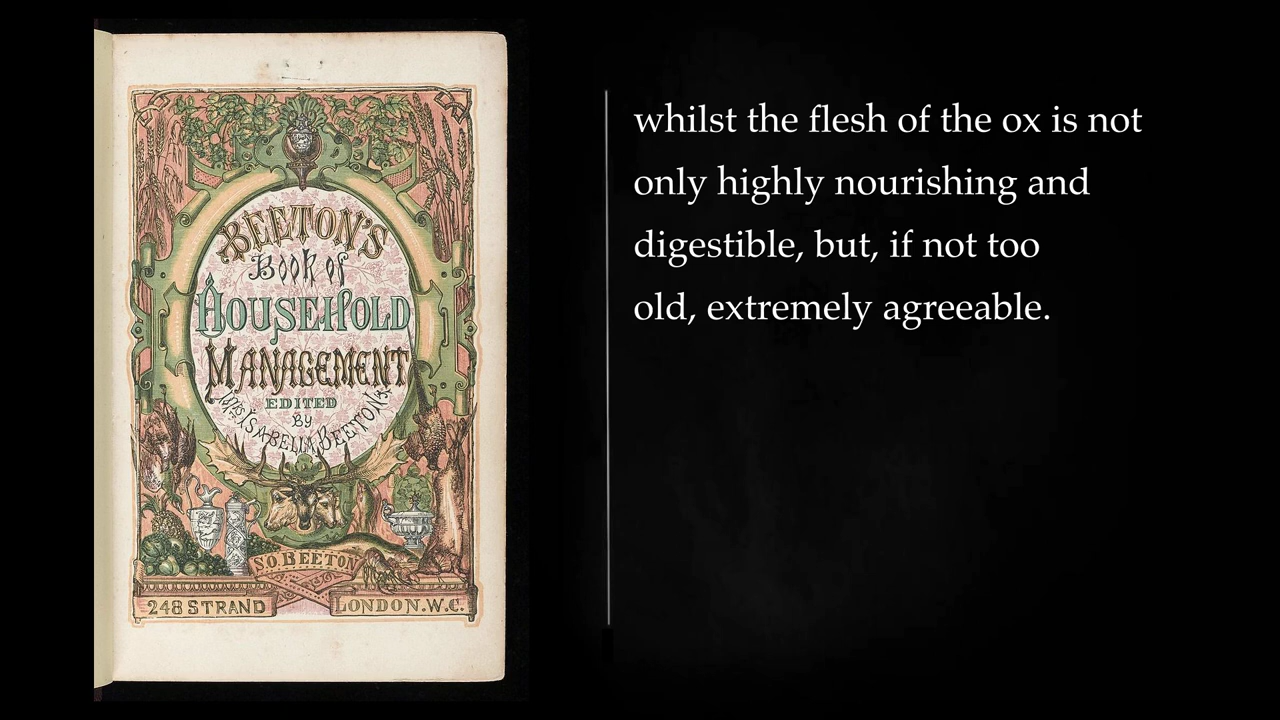 BEETON'S
Book of
HOUSEHOLD
MANAGEMENT
EDITED
BY
MRS ISABELLA BEETON
S.O. BEETON
248 STRAND
LONDON. W.C.
whilst the flesh of the ox is not
only highly nourishing and
digestible, but, if not too
old, extremely agreeable.